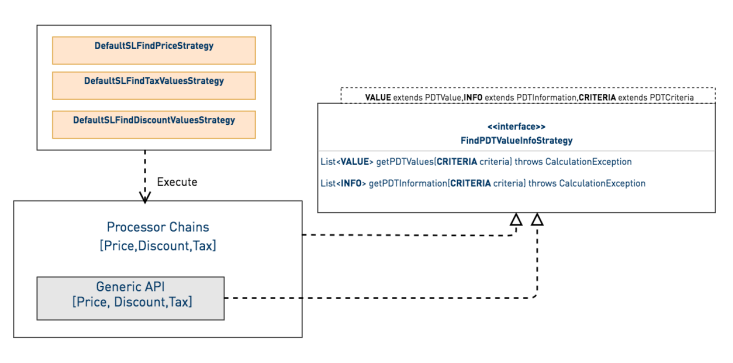 DefaultSLFindPriceStrategy
DefaultSLFindTaxValuesStrategy
DefaultSLFindDiscountValuesStrategy
Execute
Processor Chains
[Price,Discount,Tax]
Generic API
[Price, Discount,Tax]
VALUE extends PDTValue,INFO extends PDTInformation,CRITERIA extends PDTCriteria
<<interface>>
FindPDTValueInfoStrategy
List<VALUE> getPDTValues(CRITERIA criteria) throws CalculationException
List<INFO> getPDTInformation(CRITERIA criteria) throws CalculationException